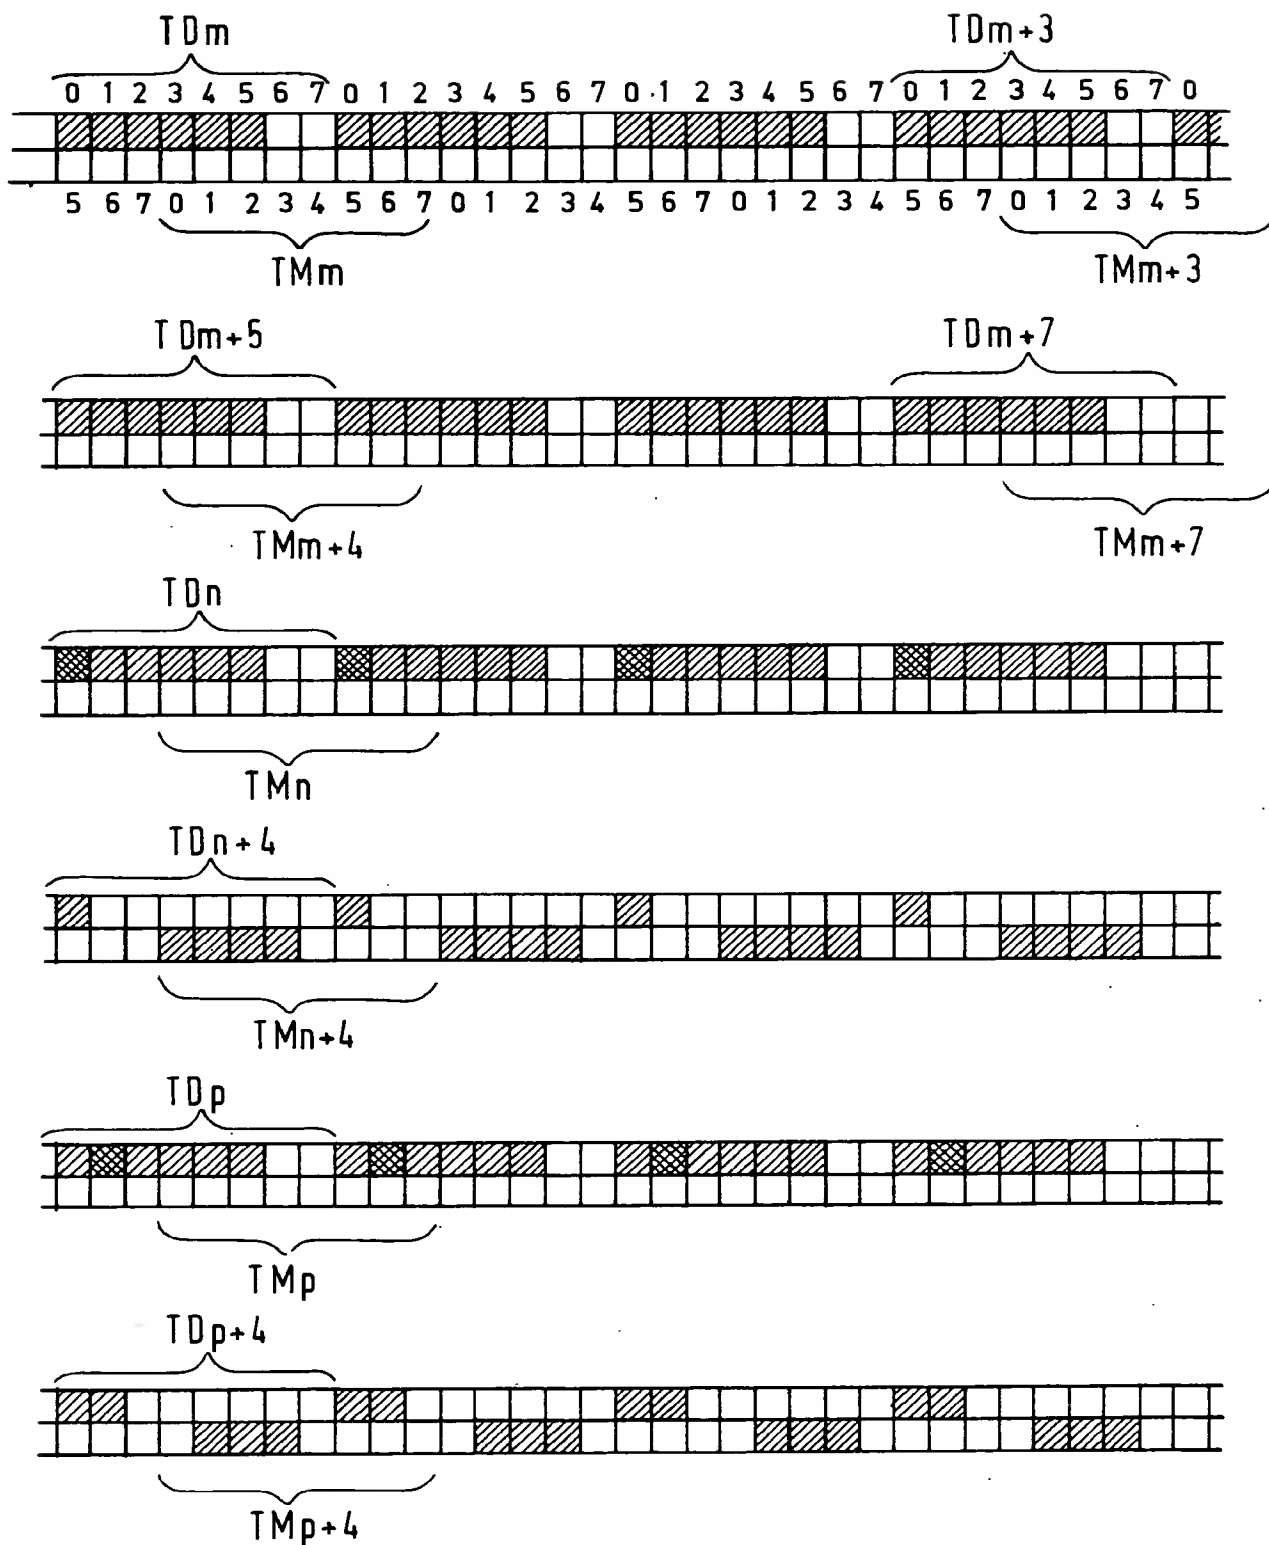 TDm TDm+3
0 1 2 3 4 5 6 7 0 1 2 3 4 5 6 7 0 1 2 3 4 5 6 7 0 1 2 3 4 5 6 7 0
5 6 7 0 1 2 3 4 5 6 7 0 1 2 3 4 5 6 7 0 1 2 3 4 5 6 7 0 1 2 3 4 5
TMm TMm+3
TDm+5 TDm+7
TMm+4 TMm+7
TDn
TMn
TDn+4
TMn+4
TDp
TMp
TDp+4
TMp+4